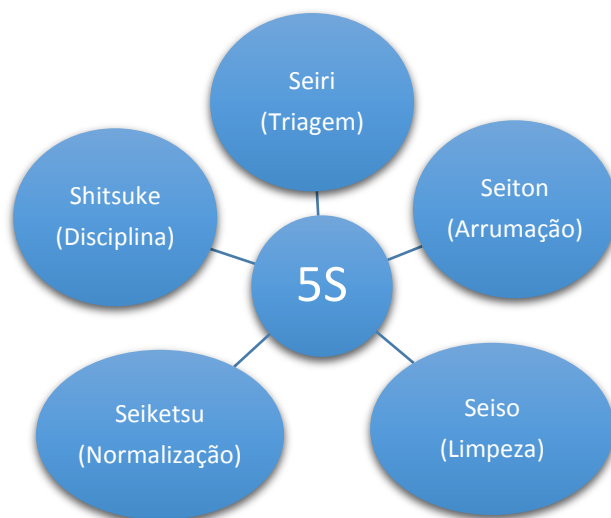 Seiri
(Triagem)
Seiton
(Arrumação)
Seiso
(Limpeza)
Seiketsu
(Normalização)
Shitsuke
(Disciplina)
5S